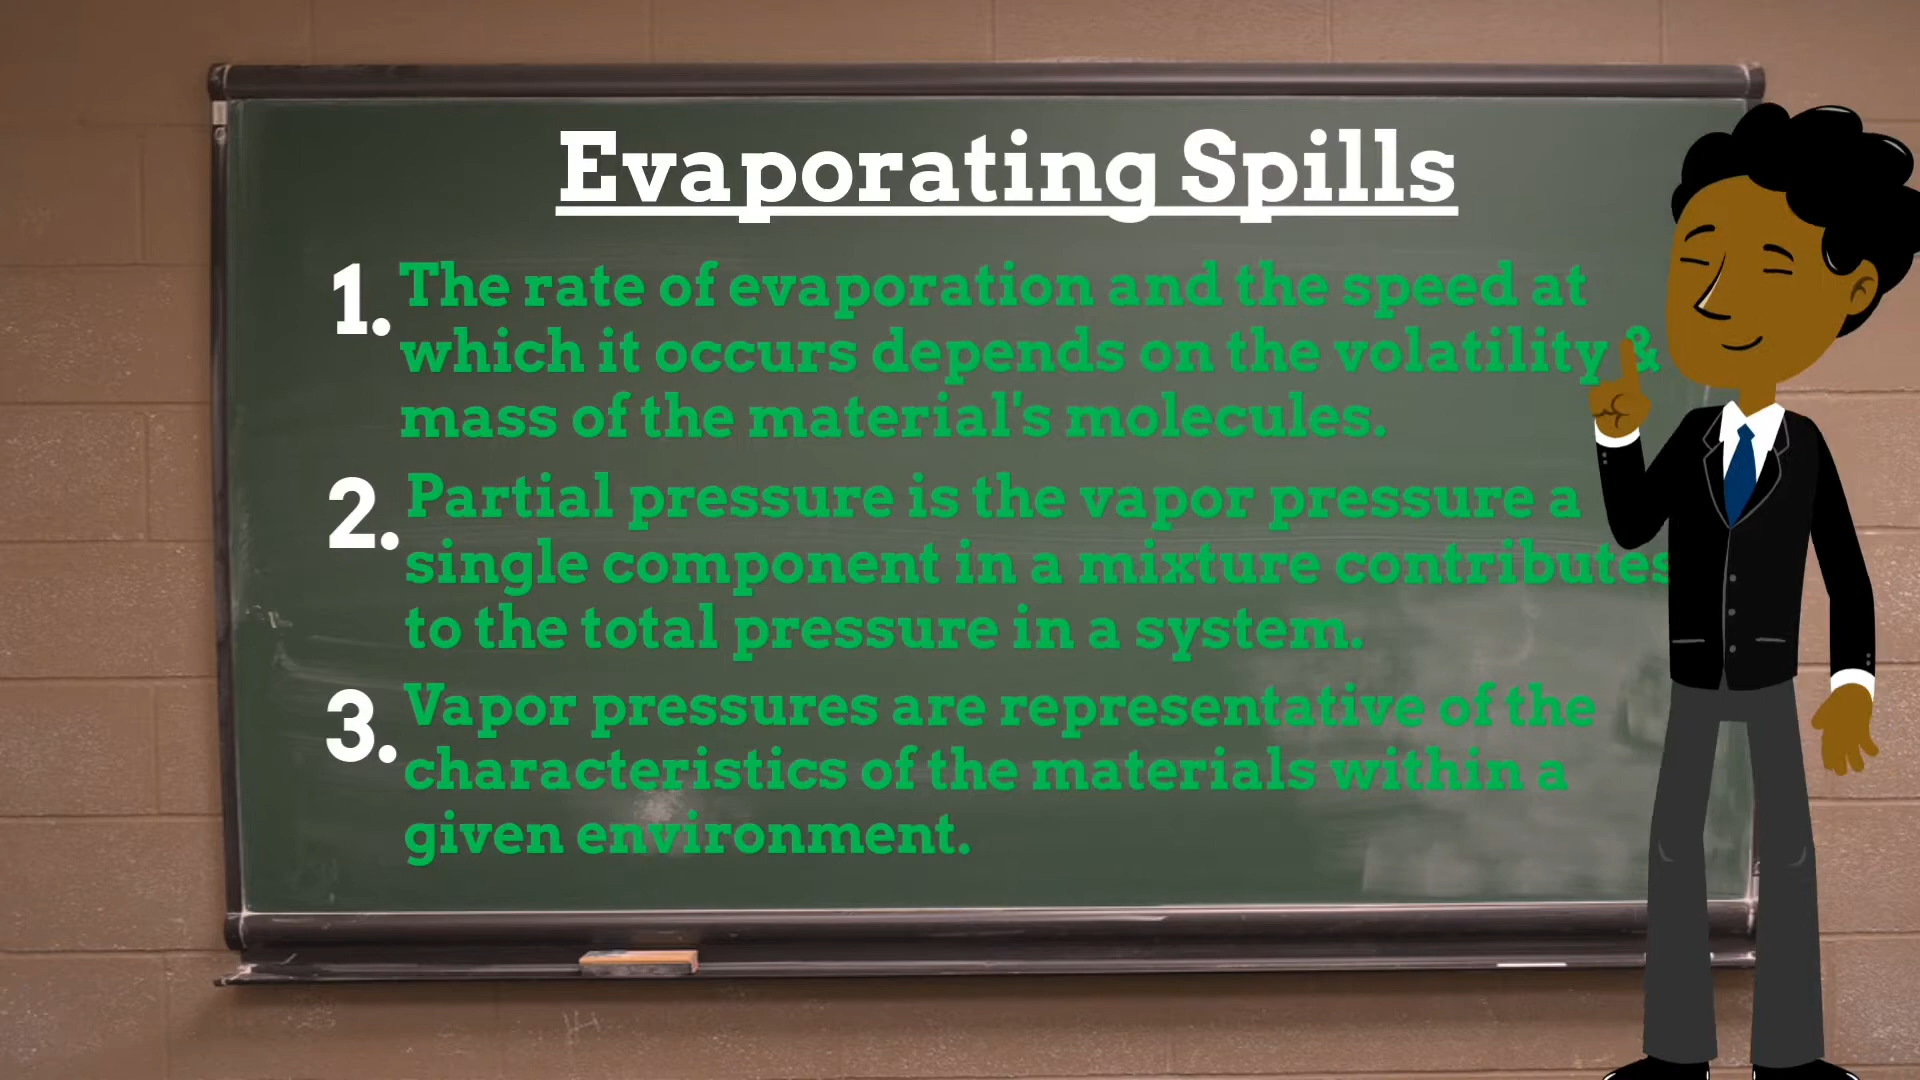 Evaporating Spills
1. The rate of evaporation and the speed at
which it occurs depends on the volatility &
mass of the material's molecules.
2. Partial pressure is the vapor pressure a
single component in a mixture contributes
to the total pressure in a system.
3. Vapor pressures are representative of the
characteristics of the materials within a
given environment.